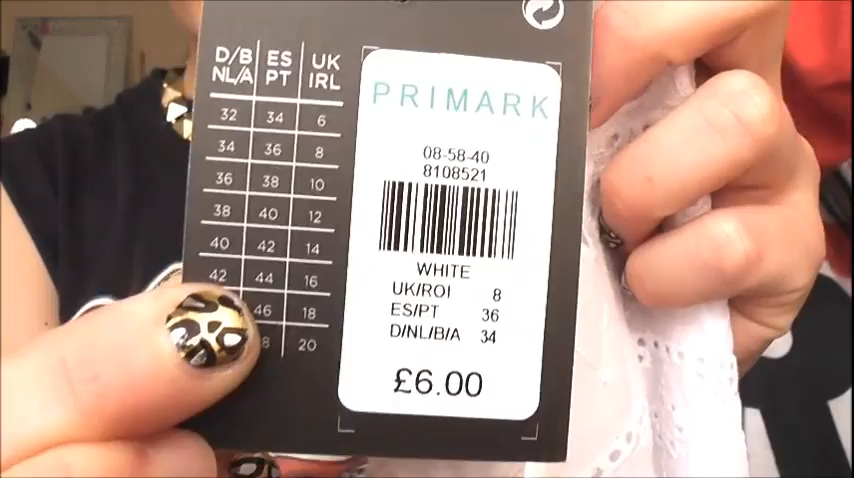 D/B ES UK
NL/A PT IRL
32 34 6
34 36 8
36 38 10
38 40 12
40 42 14
42 44 16
46 18
8 20
PRIMARK
08-58-40
8108521
WHITE
UK/ROI 8
ES/PT 36
D/NL/B/A 34
£6.00